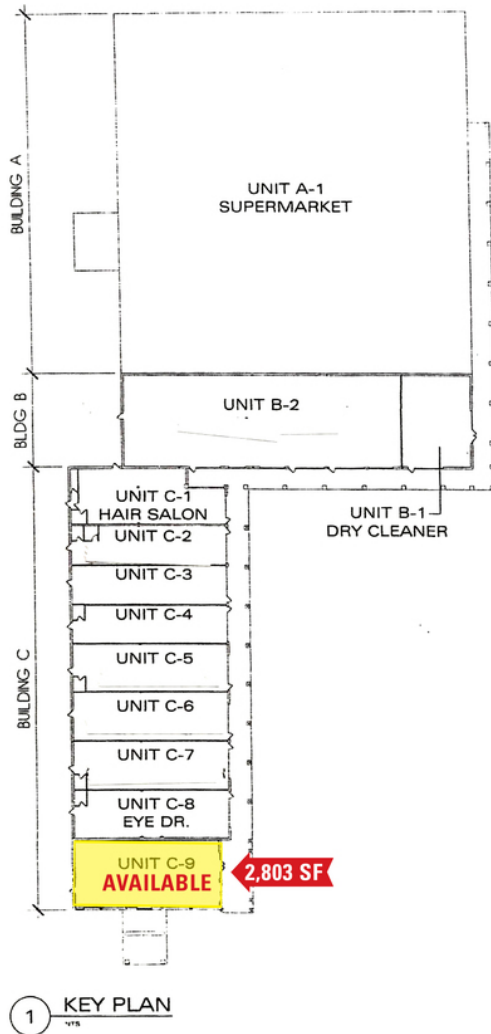 BUILDING A
UNIT A-1
SUPERMARKET
BLDG B
UNIT B-2
UNIT B-1
DRY CLEANER
BUILDING C
UNIT C-1
HAIR SALON
UNIT C-2
UNIT C-3
UNIT C-4
UNIT C-5
UNIT C-6
UNIT C-7
UNIT C-8
EYE DR.
UNIT C-9
AVAILABLE
2,803 SF
1
KEY PLAN
NTS